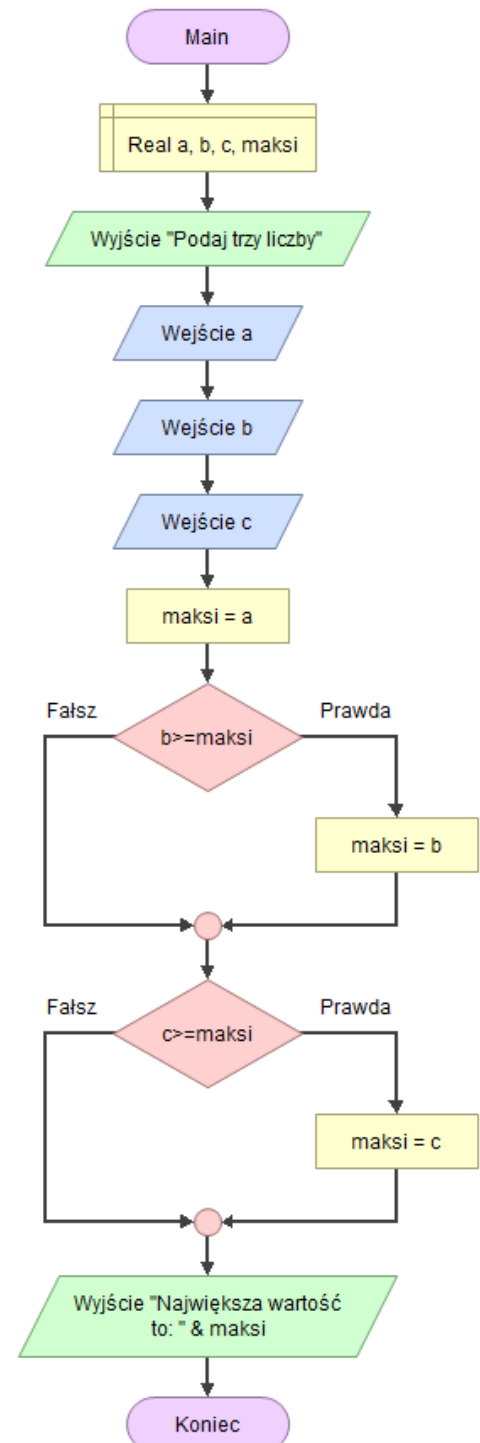 Main
Real a, b, c, maksi
Wyjście "Podaj trzy liczby"
Wejście a
Wejście b
Wejście c
maksi = a
Fałsz
Prawda
b>=maksi
maksi = b
Fałsz
Prawda
c>=maksi
maksi = c
Wyjście "Największa wartość
to: " & maksi
Koniec